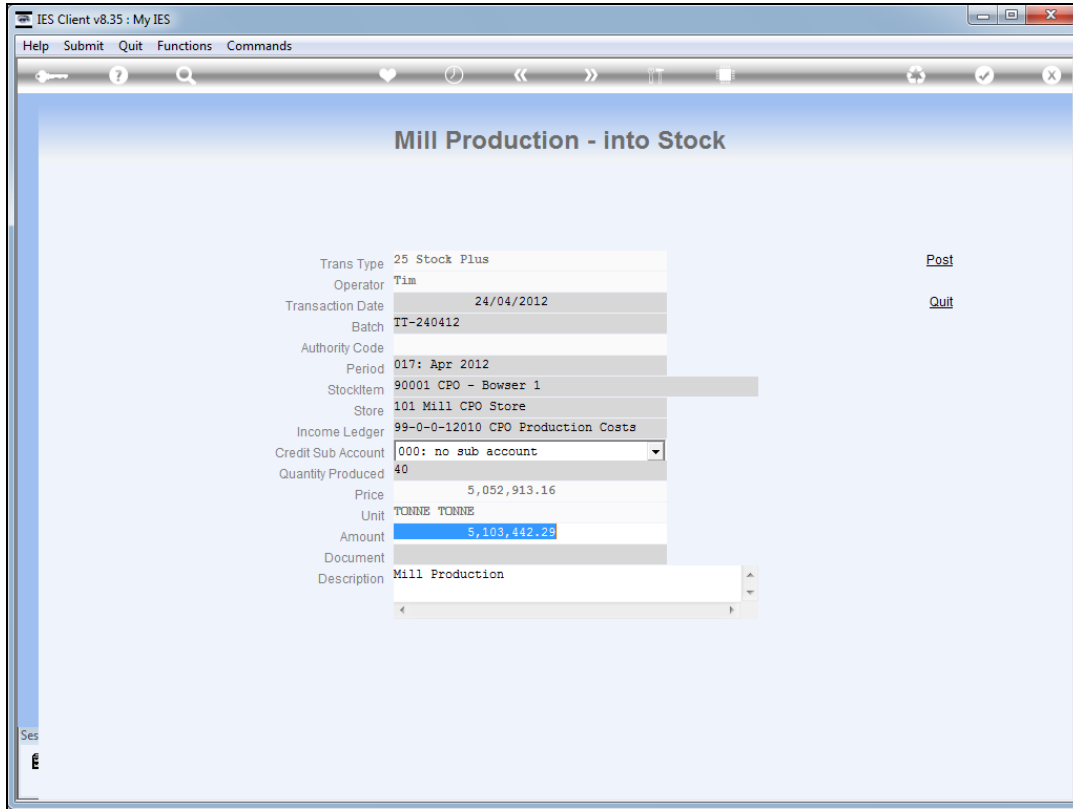 IES Client v8.35 : My IES
Help Submit Quit Functions Commands
Mill Production - into Stock
Trans Type 25 Stock Plus
Post
Operator Tim
Transaction Date 24/04/2012
Quit
Batch TT-240412
Authority Code
Period 017: Apr 2012
StockItem 90001 CPO - Bowser 1
Store 101 Mill CPO Store
Income Ledger 99-0-0-12010 CPO Production Costs
Credit Sub Account 000: no sub account
Quantity Produced 40
Price 5,052,913.16
Unit TONNE TONNE
Amount 5,103,442.29
Document
Description Mill Production
Ses